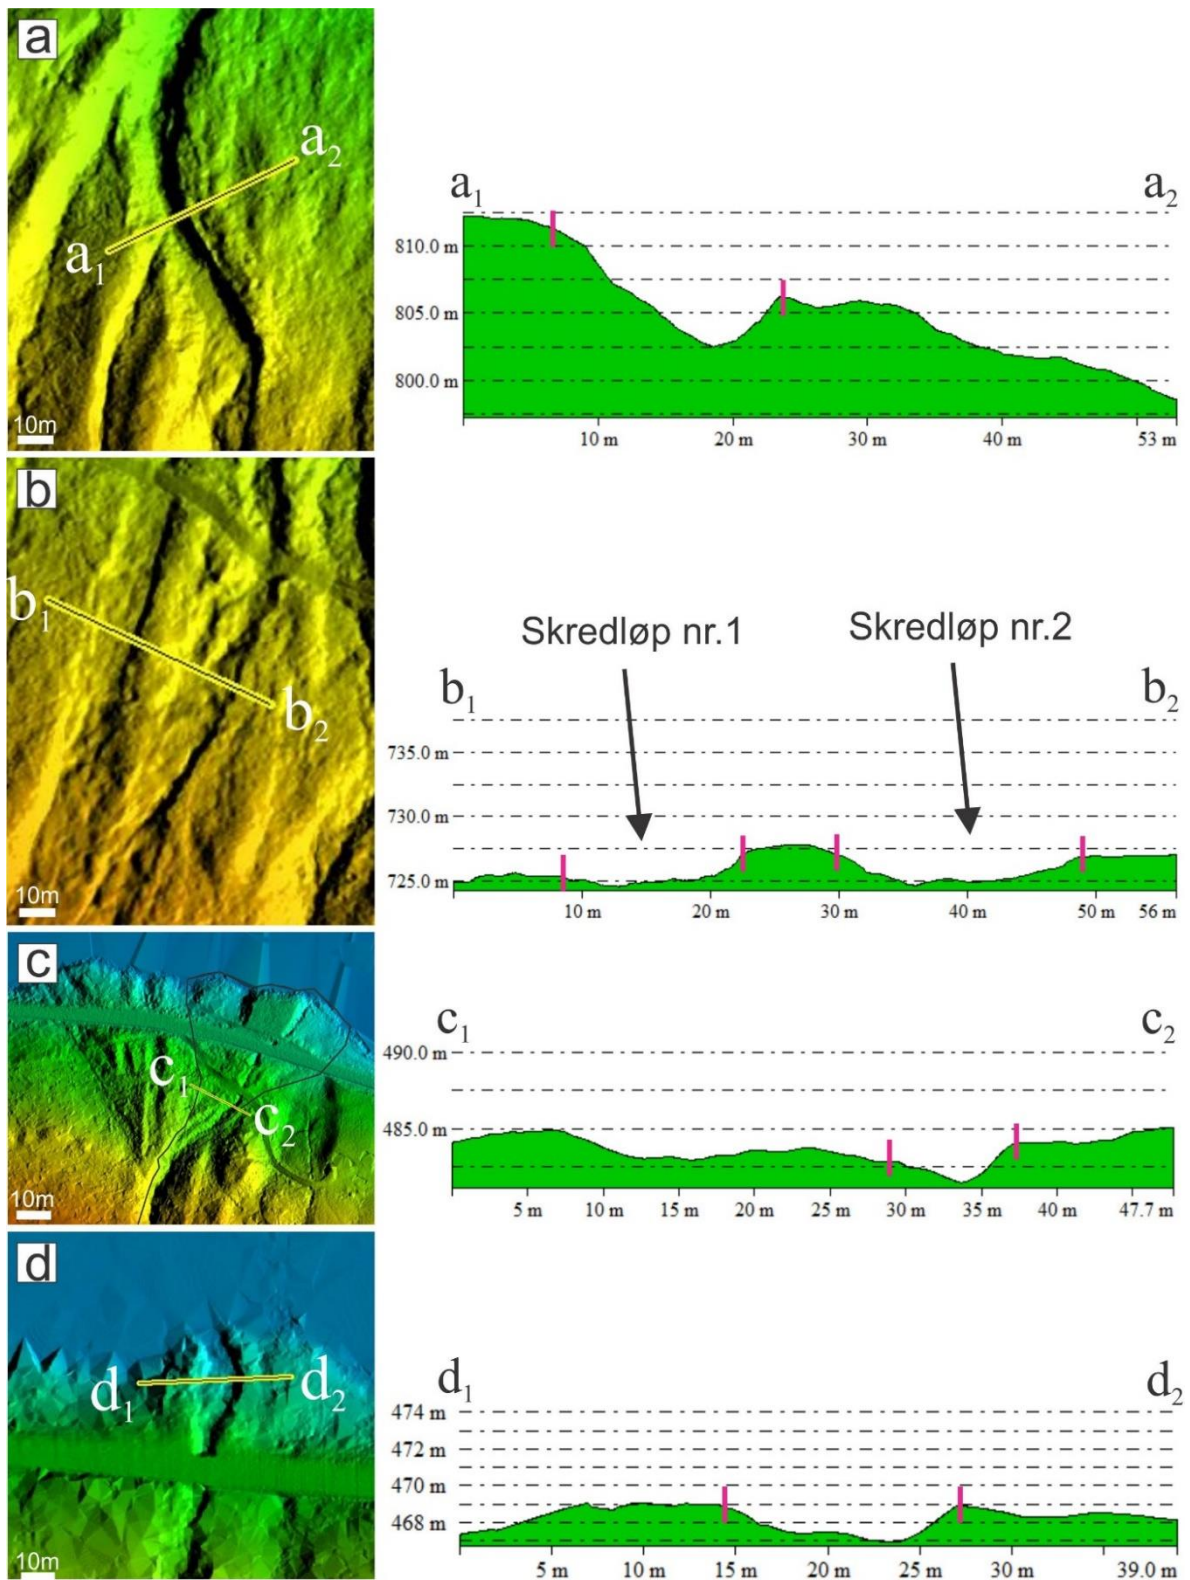 a
a1
a2
10m
a1 a2
810.0 m
805.0 m
800.0 m
10 m 20 m 30 m 40 m 53 m
b
b1
b2
10m
Skredløp nr.1 Skredløp nr.2
b1 b2
735.0 m
730.0 m
725.0 m
10 m 20 m 30 m 40 m 50 m 56 m
c
c1
c2
10m
c1 c2
490.0 m
485.0 m
5 m 10 m 15 m 20 m 25 m 30 m 35 m 40 m 47.7 m
d
d1 d2
10m
d1 d2
474 m
472 m
470 m
468 m
5 m 10 m 15 m 20 m 25 m 30 m 39.0 m